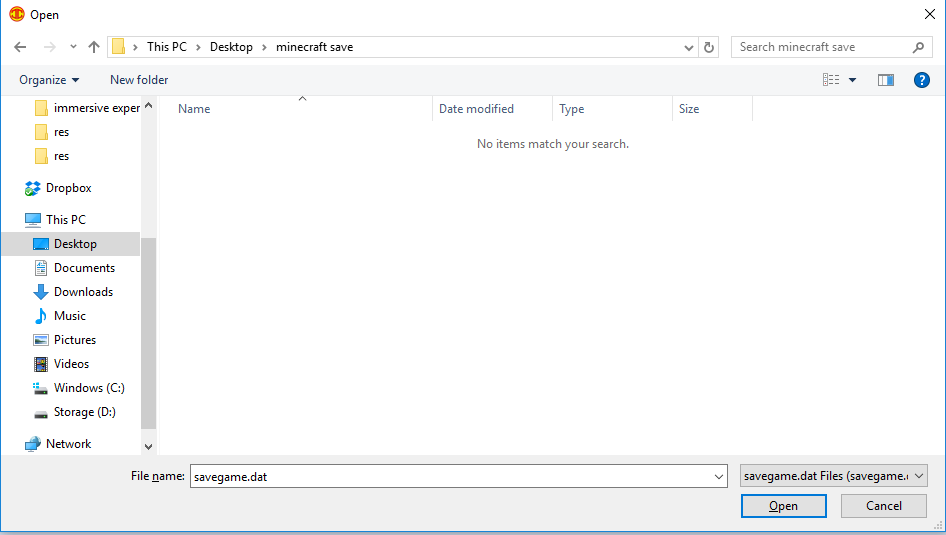 Open
This PC > Desktop > minecraft save
Search minecraft save
Organize
New folder
Name
Date modified
Type
Size
No items match your search.
immersive exper
res
res
Dropbox
This PC
Desktop
Documents
Downloads
Music
Pictures
Videos
Windows (C:)
Storage (D:)
Network
File name: savegame.dat
savegame.dat Files (savegame.
Open
Cancel